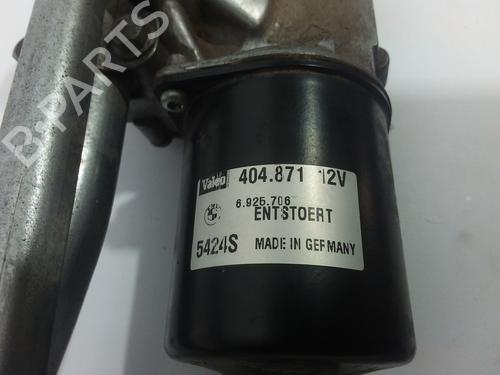 Valeo 404.871 12V
6.925.706
ENTSTOERT
5424S MADE IN GERMANY
B-PARTS